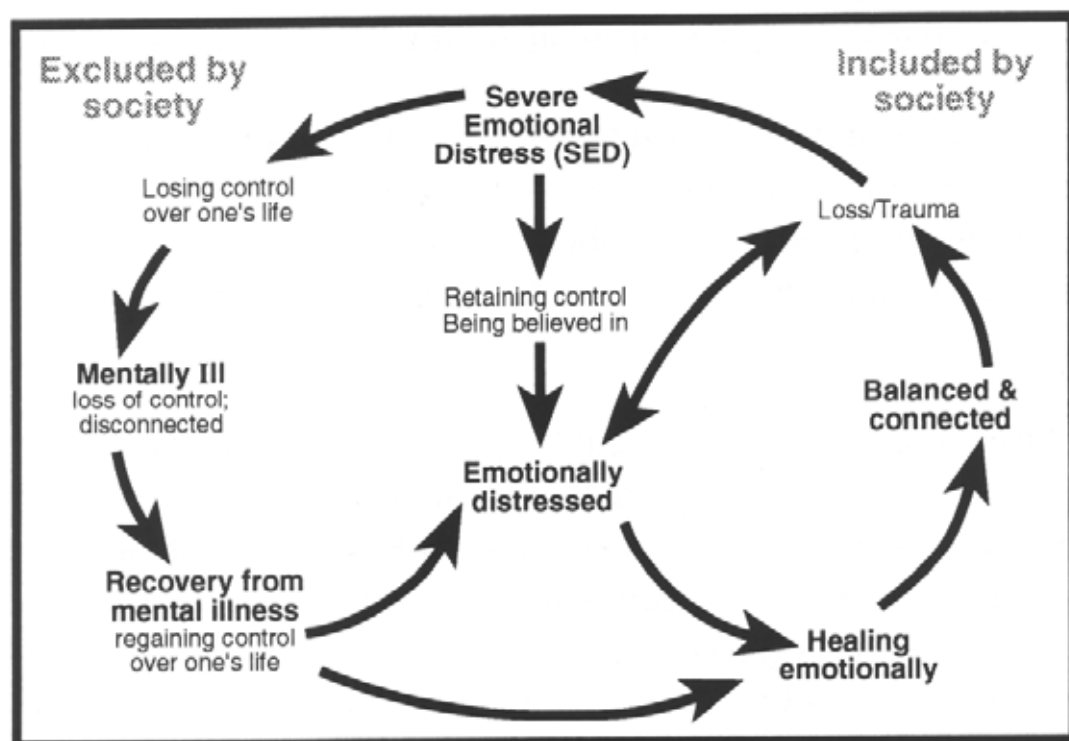 Excluded by
society
Included by
society
Severe
Emotional
Distress (SED)
Losing control
over one's life
Loss/Trauma
Retaining control
Being believed in
Mentally Ill
loss of control;
disconnected
Balanced &
connected
Emotionally
distressed
Recovery from
mental illness
regaining control
over one's life
Healing
emotionally